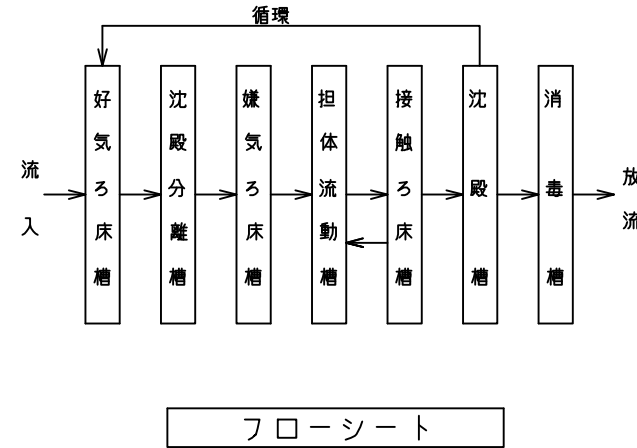 循環
流入
好気ろ床槽
沈殿分離槽
嫌気ろ床槽
担体流動槽
接触ろ床槽
沈殿槽
消毒槽
放流
フローシート